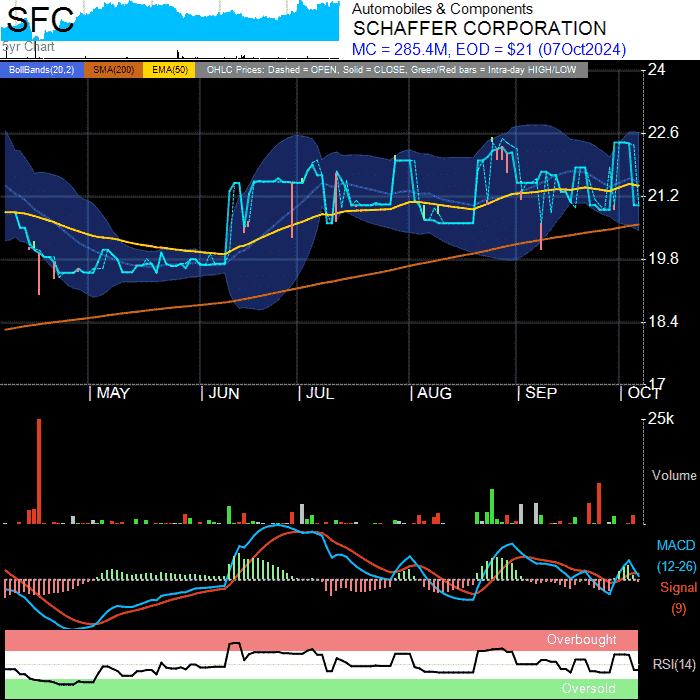 SFC
5yr Chart
Automobiles & Components
SCHAFFER CORPORATION
MC = 285.4M, EOD = $21 (07Oct2024)
BollBands(20,2) SMA(200) EMA(50) OHLC Prices: Dashed = OPEN, Solid = CLOSE, Green/Red bars = Intra-day HIGH/LOW
24
22.6
21.2
19.8
18.4
17
MAY JUN JUL AUG SEP OCT
25k
Volume
MACD
(12-26)
Signal
(9)
Overbought
RSI(14)
Oversold